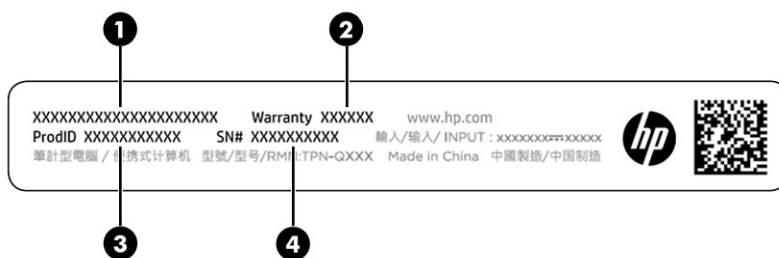 1 2
XXXXXXXXXXXXXXXXXXXXX Warranty XXXXXX www.hp.com
ProdID XXXXXXXXXXX SN# XXXXXXXXXX 輸入/输入/ INPUT : XXXXXXX⎓XXXXX
筆計型電腦 / 便携式计算机 型號/型号/RMN:TPN-QXXX Made in China 中國製造/中国制造
hp
3 4